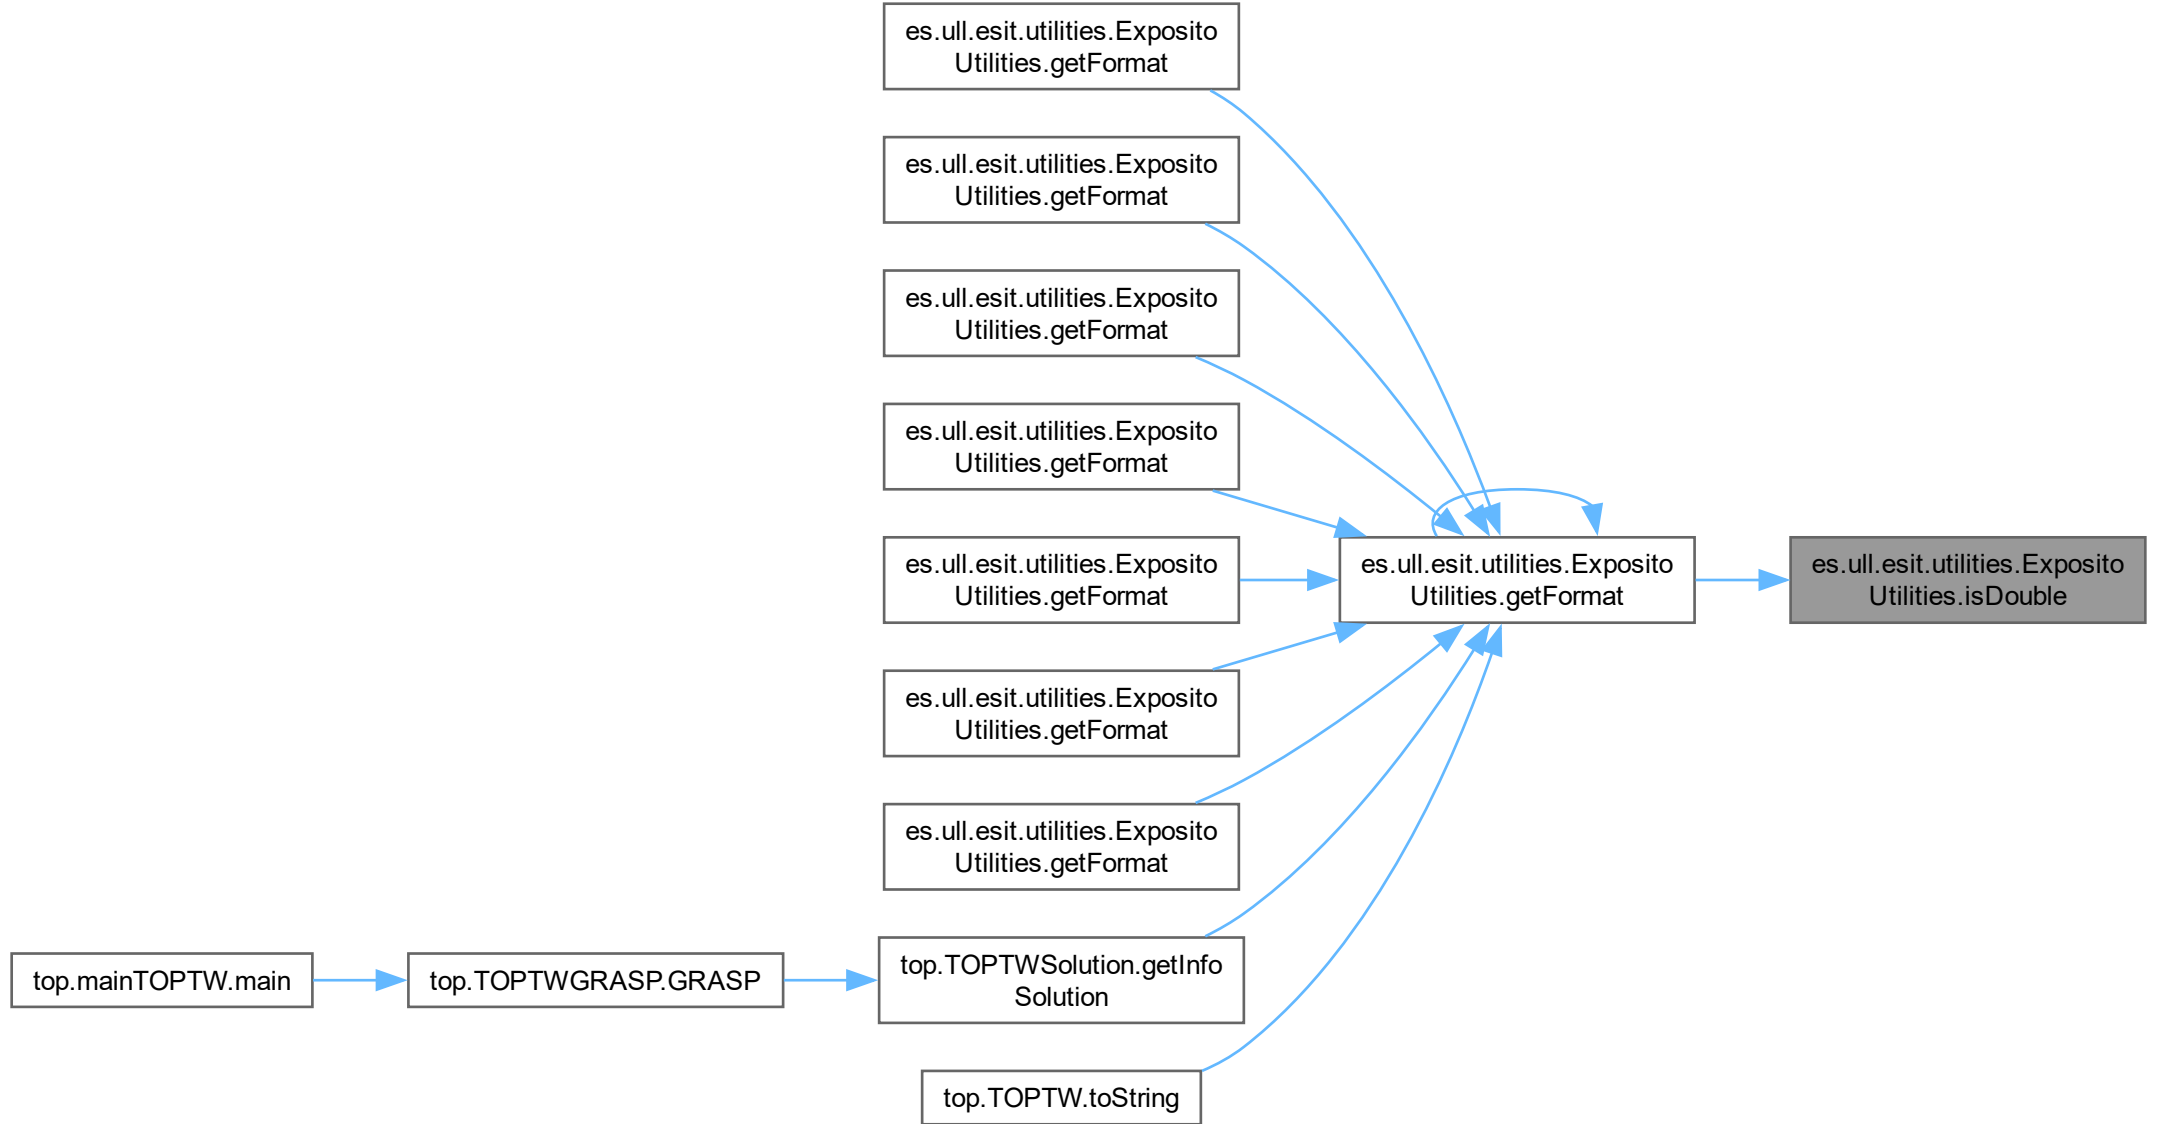 es.ull.esit.utilities.Exposito
Utilities.getFormat
es.ull.esit.utilities.Exposito
Utilities.getFormat
es.ull.esit.utilities.Exposito
Utilities.getFormat
es.ull.esit.utilities.Exposito
Utilities.getFormat
es.ull.esit.utilities.Exposito
Utilities.getFormat
es.ull.esit.utilities.Exposito
Utilities.getFormat
es.ull.esit.utilities.Exposito
Utilities.isDouble
es.ull.esit.utilities.Exposito
Utilities.getFormat
es.ull.esit.utilities.Exposito
Utilities.getFormat
top.mainTOPTW.main
top.TOPTWGRASP.GRASP
top.TOPTWSolution.getInfo
Solution
top.TOPTW.toString